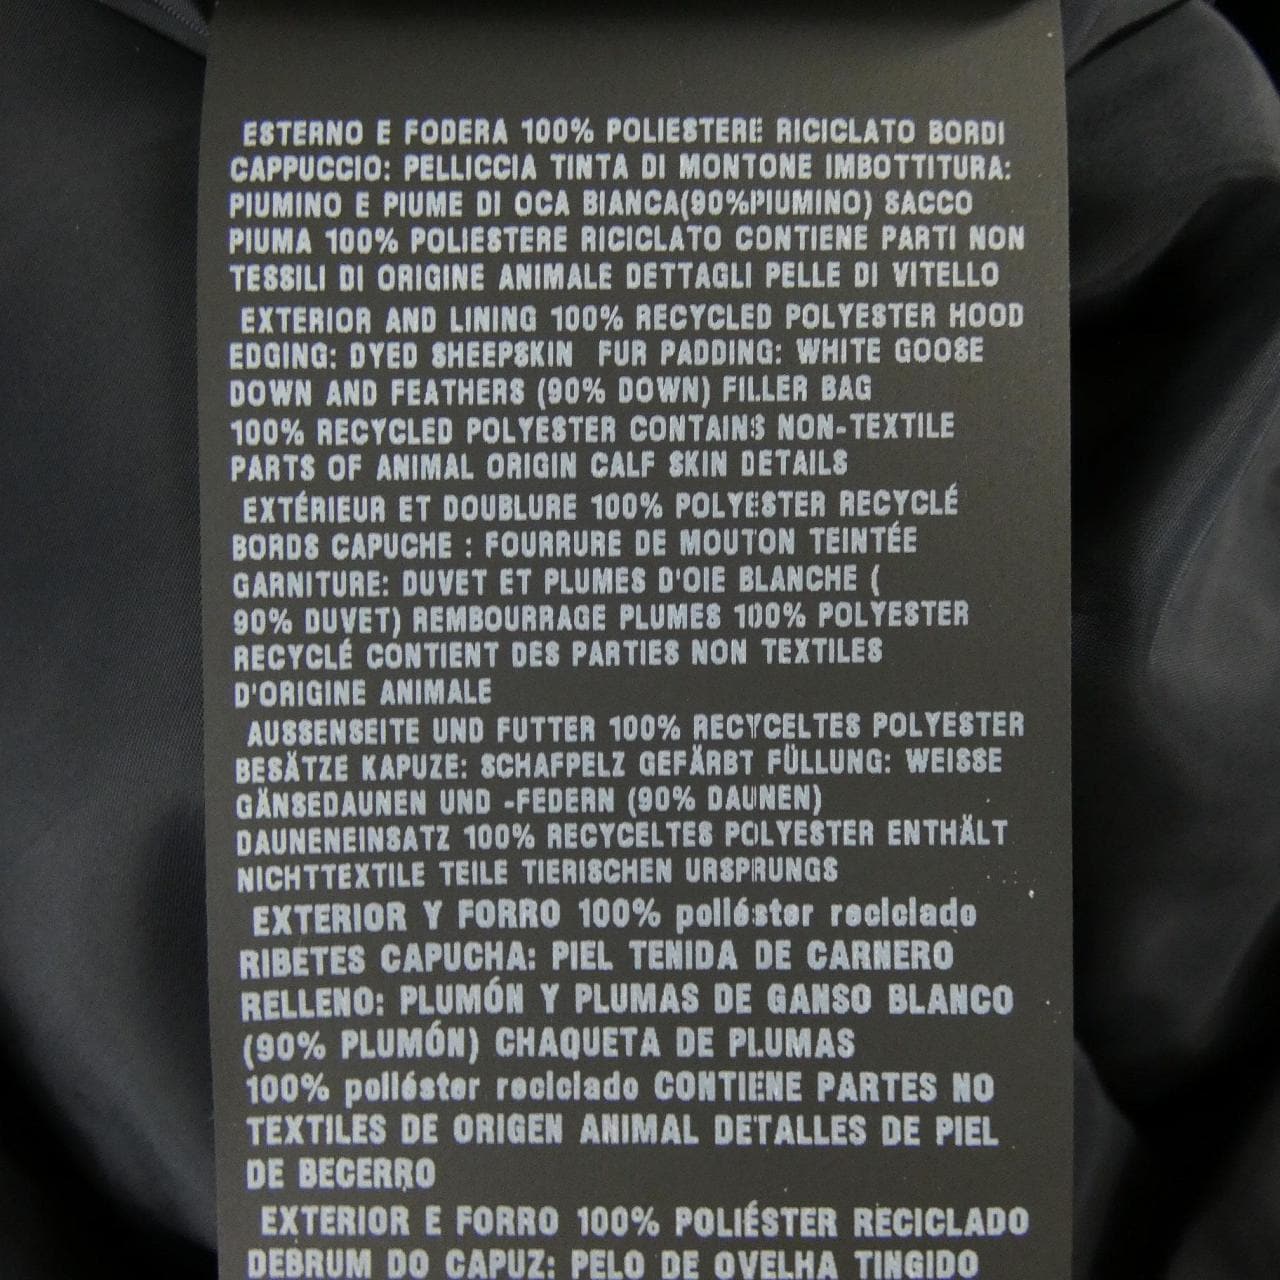 ESTERNO E FODERA 100% POLIESTERE RICICLATO BORDI
CAPPUCCIO: PELLICCIA TINTA DI MONTONE IMBOTTITURA:
PIUMINO E PIUME DI OCA BIANCA(90%PIUMINO) SACCO
PIUMA 100% POLIESTERE RICICLATO CONTIENE PARTI NON
TESSILI DI ORIGINE ANIMALE DETTAGLI PELLE DI VITELLO
EXTERIOR AND LINING 100% RECYCLED POLYESTER HOOD
EDGING: DYED SHEEPSKIN FUR PADDING: WHITE GOOSE
DOWN AND FEATHERS (90% DOWN) FILLER BAG
100% RECYCLED POLYESTER CONTAINS NON-TEXTILE
PARTS OF ANIMAL ORIGIN CALF SKIN DETAILS
EXTÉRIEUR ET DOUBLURE 100% POLYESTER RECYCLÉ
BORDS CAPUCHE : FOURRURE DE MOUTON TEINTÉE
GARNITURE: DUVET ET PLUMES D'OIE BLANCHE (
90% DUVET) REMBOURRAGE PLUMES 100% POLYESTER
RECYCLÉ CONTIENT DES PARTIES NON TEXTILES
D'ORIGINE ANIMALE
AUSSENSEITE UND FUTTER 100% RECYCELTES POLYESTER
BESÄTZE KAPUZE: SCHAFPELZ GEFÄRBT FÜLLUNG: WEISSE
GÄNSEDAUNEN UND -FEDERN (90% DAUNEN)
DAUNENEINSATZ 100% RECYCELTES POLYESTER ENTHÄLT
NICHTTEXTILE TEILE TIERISCHEN URSPRUNGS
EXTERIOR Y FORRO 100% poliéster reciclado
RIBETES CAPUCHA: PIEL TENIDA DE CARNERO
RELLENO: PLUMÓN Y PLUMAS DE GANSO BLANCO
(90% PLUMÓN) CHAQUETA DE PLUMAS
100% poliéster reciclado CONTIENE PARTES NO
TEXTILES DE ORIGEN ANIMAL DETALLES DE PIEL
DE BECERRO
EXTERIOR E FORRO 100% POLIÉSTER RECICLADO
DEBRUM DO CAPUZ: PELO DE OVELHA TINGIDO